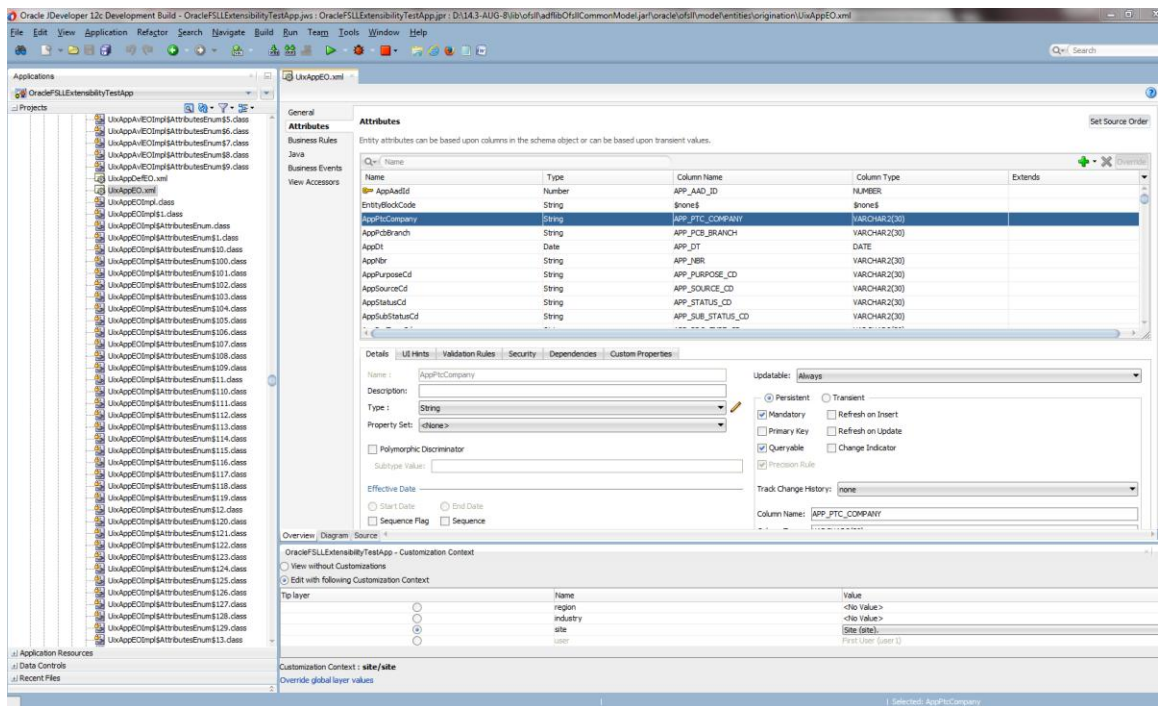 Oracle JDeveloper 12c Development Build - OracleFSLLExtensibilityTestApp.jws : OracleFSLLExtensibilityTestApp.jpr : D:\14.3-AUG-8\lib\ofsll\adflibOfsllCommonModel.jar!\oracle\ofsll\model\entities\origination\UixAppEO.xml
File Edit View Application Refactor Search Navigate Build Run Team Tools Window Help
Search
Applications
UixAppEO.xml
OracleFSLLExtensibilityTestApp
Projects
UixAppAvlEOImpl$AttributesEnum$5.class
UixAppAvlEOImpl$AttributesEnum$6.class
UixAppAvlEOImpl$AttributesEnum$7.class
UixAppAvlEOImpl$AttributesEnum$8.class
UixAppAvlEOImpl$AttributesEnum$9.class
UixAppDefEO.xml
UixAppEO.xml
UixAppEOImpl.class
UixAppEOImpl$1.class
UixAppEOImpl$AttributesEnum.class
UixAppEOImpl$AttributesEnum$1.class
UixAppEOImpl$AttributesEnum$10.class
UixAppEOImpl$AttributesEnum$100.class
UixAppEOImpl$AttributesEnum$101.class
UixAppEOImpl$AttributesEnum$102.class
UixAppEOImpl$AttributesEnum$103.class
UixAppEOImpl$AttributesEnum$104.class
UixAppEOImpl$AttributesEnum$105.class
UixAppEOImpl$AttributesEnum$106.class
UixAppEOImpl$AttributesEnum$107.class
UixAppEOImpl$AttributesEnum$108.class
UixAppEOImpl$AttributesEnum$109.class
UixAppEOImpl$AttributesEnum$11.class
UixAppEOImpl$AttributesEnum$110.class
UixAppEOImpl$AttributesEnum$111.class
UixAppEOImpl$AttributesEnum$112.class
UixAppEOImpl$AttributesEnum$113.class
UixAppEOImpl$AttributesEnum$114.class
UixAppEOImpl$AttributesEnum$115.class
UixAppEOImpl$AttributesEnum$116.class
UixAppEOImpl$AttributesEnum$117.class
UixAppEOImpl$AttributesEnum$118.class
UixAppEOImpl$AttributesEnum$119.class
UixAppEOImpl$AttributesEnum$12.class
UixAppEOImpl$AttributesEnum$120.class
UixAppEOImpl$AttributesEnum$121.class
UixAppEOImpl$AttributesEnum$122.class
UixAppEOImpl$AttributesEnum$123.class
UixAppEOImpl$AttributesEnum$124.class
UixAppEOImpl$AttributesEnum$125.class
UixAppEOImpl$AttributesEnum$126.class
UixAppEOImpl$AttributesEnum$127.class
UixAppEOImpl$AttributesEnum$128.class
UixAppEOImpl$AttributesEnum$129.class
UixAppEOImpl$AttributesEnum$13.class
Application Resources
Data Controls
Recent Files
General
Attributes
Business Rules
Java
Business Events
View Accessors
Attributes
Set Source Order
Entity attributes can be based upon columns in the schema object or can be based upon transient values.
Name
Override
Name Type Column Name Column Type Extends
AppAadId Number APP_AAD_ID NUMBER
EntityBlockCode String $none$ $none$
AppPtcCompany String APP_PTC_COMPANY VARCHAR2(30)
AppPcbBranch String APP_PCB_BRANCH VARCHAR2(30)
AppDt Date APP_DT DATE
AppNbr String APP_NBR VARCHAR2(30)
AppPurposeCd String APP_PURPOSE_CD VARCHAR2(30)
AppSourceCd String APP_SOURCE_CD VARCHAR2(30)
AppStatusCd String APP_STATUS_CD VARCHAR2(30)
AppSubStatusCd String APP_SUB_STATUS_CD VARCHAR2(30)
Details UI Hints Validation Rules Security Dependencies Custom Properties
Name : AppPtcCompany
Description:
Type : String
Property Set: <None>
Polymorphic Discriminator
Subtype Value:
Effective Date
Start Date End Date
Sequence Flag Sequence
Updatable: Always
Persistent Transient
Mandatory Refresh on Insert
Primary Key Refresh on Update
Queryable Change Indicator
Precision Rule
Track Change History: none
Column Name: APP_PTC_COMPANY
Overview Diagram Source
OracleFSLLExtensibilityTestApp - Customization Context
View without Customizations
Edit with following Customization Context
Tip layer Name Value
region <No Value>
industry <No Value>
site Site {site}.
user First User {user1}
Customization Context : site/site
Override global layer values
Selected: AppPtcCompany